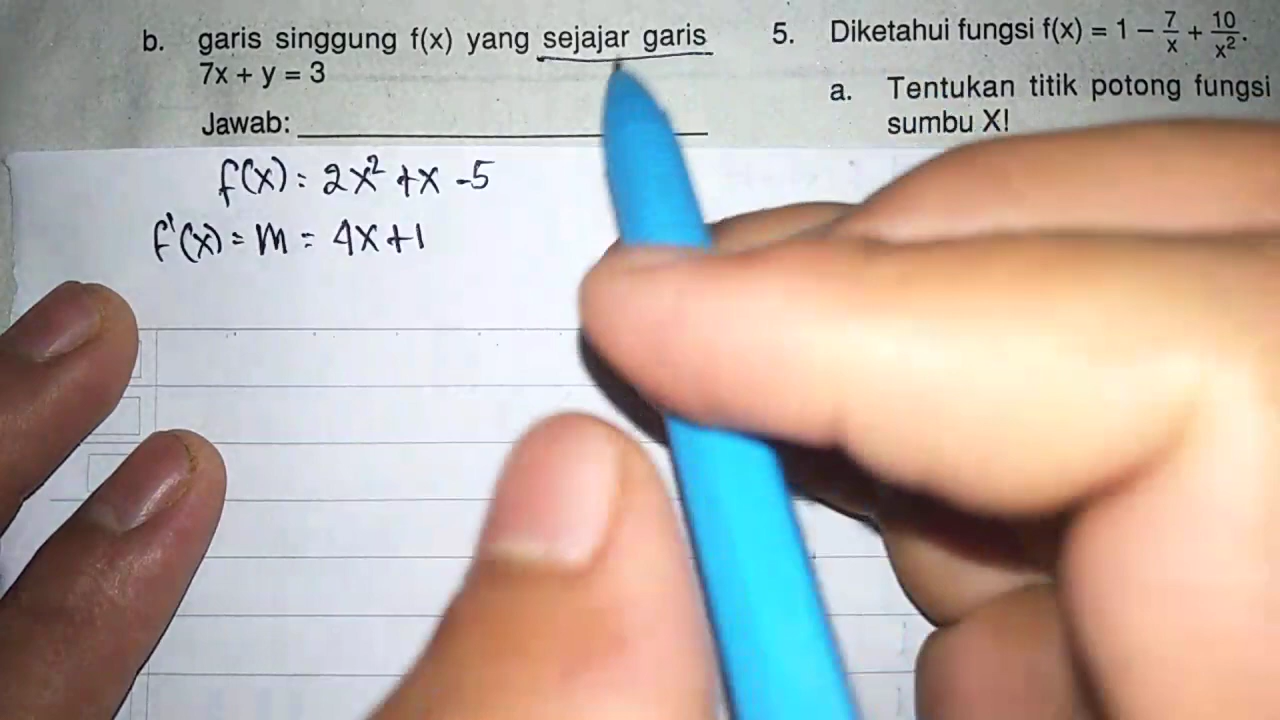 b. garis singgung f(x) yang sejajar garis
7x + y = 3
Jawab:
f(x) = 2x² + x - 5
f'(x) = m = 4x + 1
5. Diketahui fungsi f(x) = 1 − 7/x + 10/x².
a. Tentukan titik potong fungsi
sumbu X!